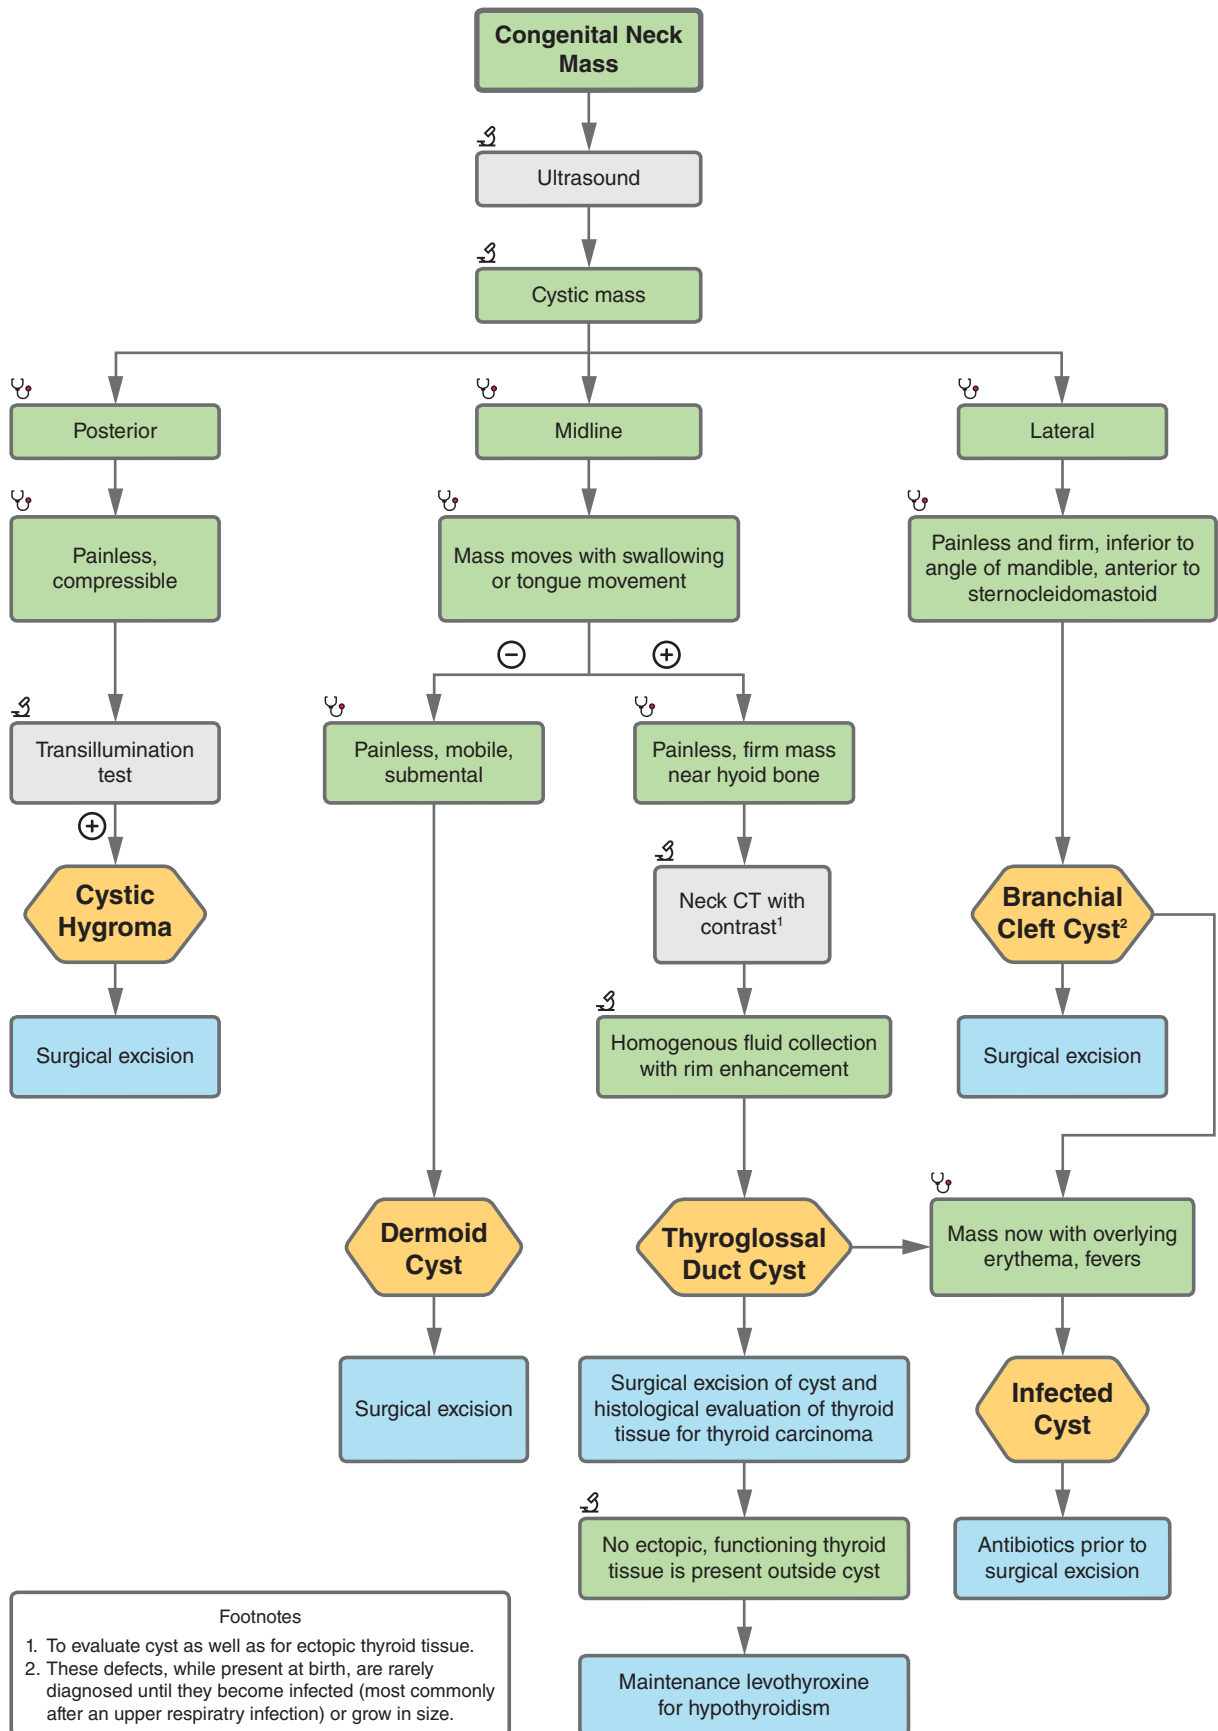 Congenital Neck
Mass
Ultrasound
Cystic mass
Posterior
Midline
Lateral
Painless,
compressible
Mass moves with swallowing
or tongue movement
Painless and firm, inferior to
angle of mandible, anterior to
sternocleidomastoid
−
+
Transillumination
test
Painless, mobile,
submental
Painless, firm mass
near hyoid bone
+
Cystic
Hygroma
Neck CT with
contrast1
Branchial
Cleft Cyst2
Surgical excision
Homogenous fluid collection
with rim enhancement
Surgical excision
Dermoid
Cyst
Thyroglossal
Duct Cyst
Mass now with overlying
erythema, fevers
Surgical excision
Surgical excision of cyst and
histological evaluation of thyroid
tissue for thyroid carcinoma
Infected
Cyst
No ectopic, functioning thyroid
tissue is present outside cyst
Antibiotics prior to
surgical excision
Maintenance levothyroxine
for hypothyroidism
Footnotes
1. To evaluate cyst as well as for ectopic thyroid tissue.
2. These defects, while present at birth, are rarely
diagnosed until they become infected (most commonly
after an upper respiratry infection) or grow in size.